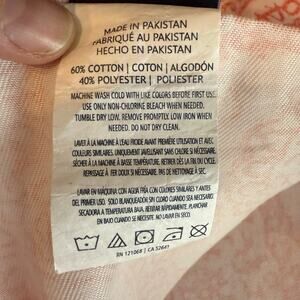 MADE IN PAKISTAN
FABRIQUÉ AU PAKISTAN
HECHO EN PAKISTAN
60% COTTON | COTON | ALGODÓN
40% POLYESTER | POLIESTER
MACHINE WASH COLD WITH LIKE COLORS BEFORE FIRST USE.
USE ONLY NON-CHLORINE BLEACH WHEN NEEDED.
TUMBLE DRY LOW. REMOVE PROMPTLY. LOW IRON WHEN
NEEDED. DO NOT DRY CLEAN.
LAVER À LA MACHINE À L'EAU FROIDE AVANT PREMIÈRE UTILISATION ET AVEC
COULEURS SIMILAIRES. UNIQUEMENT JAVELLISANT SANS CHLORE SI NÉCESSAIRE.
SÉCHER À LA MACHINE À BASSE TEMPÉRATURE. RETIRER DÈS LA FIN DU CYCLE.
REPASSAGE À FER DOUX SI NÉCESSAIRE. PAS DE NETTOYAGE À SEC.
LAVAR EN MÁQUINA CON AGUA FRÍA CON COLORES SIMILARES Y ANTES
DEL PRIMER USO. SOLO BLANQUEADOR SIN CLORO CUANDO SEA NECESARIO.
SECADORA A TEMPERATURA BAJA. RETIRAR RÁPIDAMENTE. PLANCHAR
EN BAJO CUANDO SE NECESITE. NO LAVAR EN SECO.
RN 121068 | CA 52641